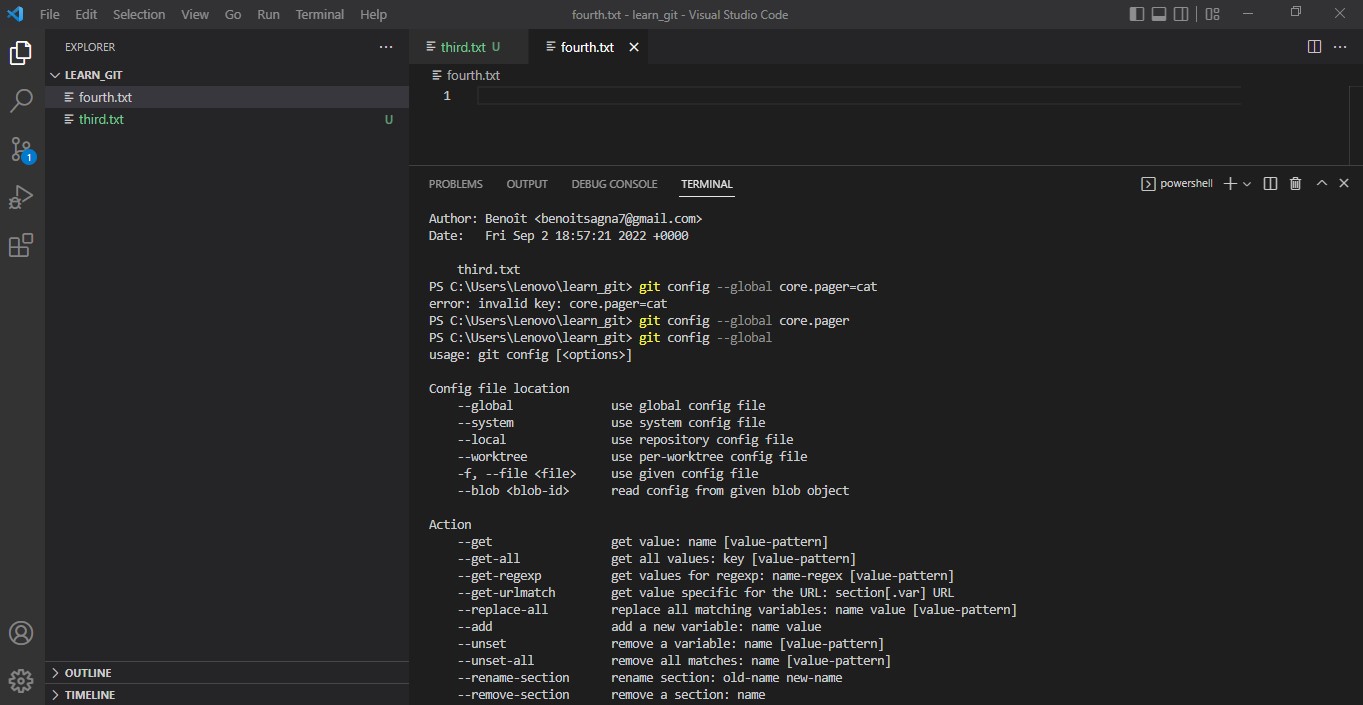 File Edit Selection View Go Run Terminal Help
fourth.txt - learn_git - Visual Studio Code
EXPLORER
LEARN_GIT
fourth.txt
third.txt U
1
OUTLINE
TIMELINE
third.txt U fourth.txt
fourth.txt
1
PROBLEMS OUTPUT DEBUG CONSOLE TERMINAL powershell
Author: Benoît <benoitsagna7@gmail.com>
Date: Fri Sep 2 18:57:21 2022 +0000
third.txt
PS C:\Users\Lenovo\learn_git> git config --global core.pager=cat
error: invalid key: core.pager=cat
PS C:\Users\Lenovo\learn_git> git config --global core.pager
PS C:\Users\Lenovo\learn_git> git config --global
usage: git config [<options>]
Config file location
--global use global config file
--system use system config file
--local use repository config file
--worktree use per-worktree config file
-f, --file <file> use given config file
--blob <blob-id> read config from given blob object
Action
--get get value: name [value-pattern]
--get-all get all values: key [value-pattern]
--get-regexp get values for regexp: name-regex [value-pattern]
--get-urlmatch get value specific for the URL: section[.var] URL
--replace-all replace all matching variables: name value [value-pattern]
--add add a new variable: name value
--unset remove a variable: name [value-pattern]
--unset-all remove all matches: name [value-pattern]
--rename-section rename section: old-name new-name
--remove-section remove a section: name